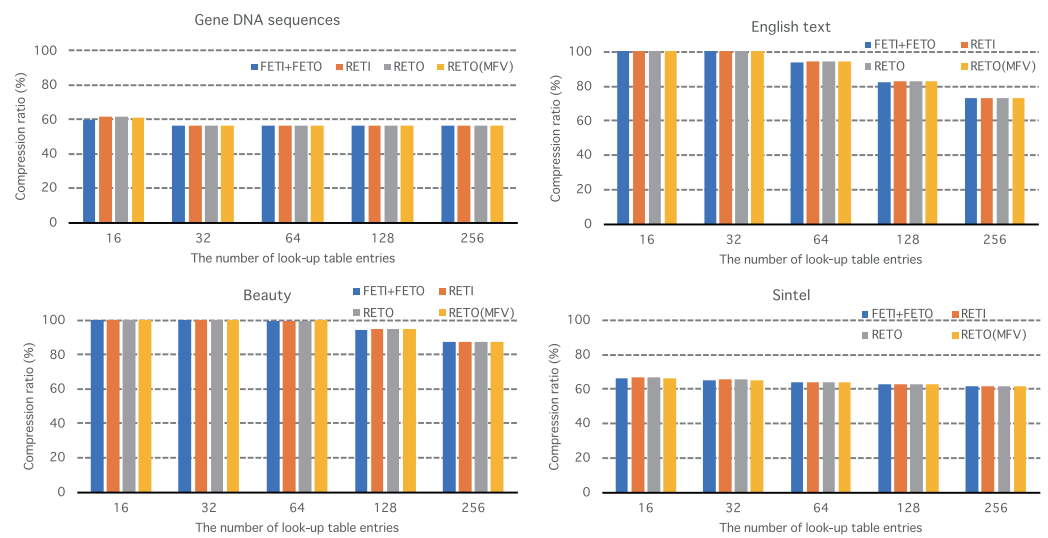 Gene DNA sequences
100
80
60
40
20
0
Compression ratio (%)
FETI+FETO RETI RETO RETO(MFV)
16 32 64 128 256
The number of look-up table entries
English text
100
80
60
40
20
0
Compression ratio (%)
FETI+FETO RETI
RETO RETO(MFV)
16 32 64 128 256
The number of look-up table entries
Beauty
100
80
60
40
20
0
Compression ratio (%)
FETI+FETO RETI
RETO RETO(MFV)
16 32 64 128 256
The number of look-up table entries
Sintel
100
80
60
40
20
0
Compression ratio (%)
FETI+FETO RETI
RETO RETO(MFV)
16 32 64 128 256
The number of look-up table entries